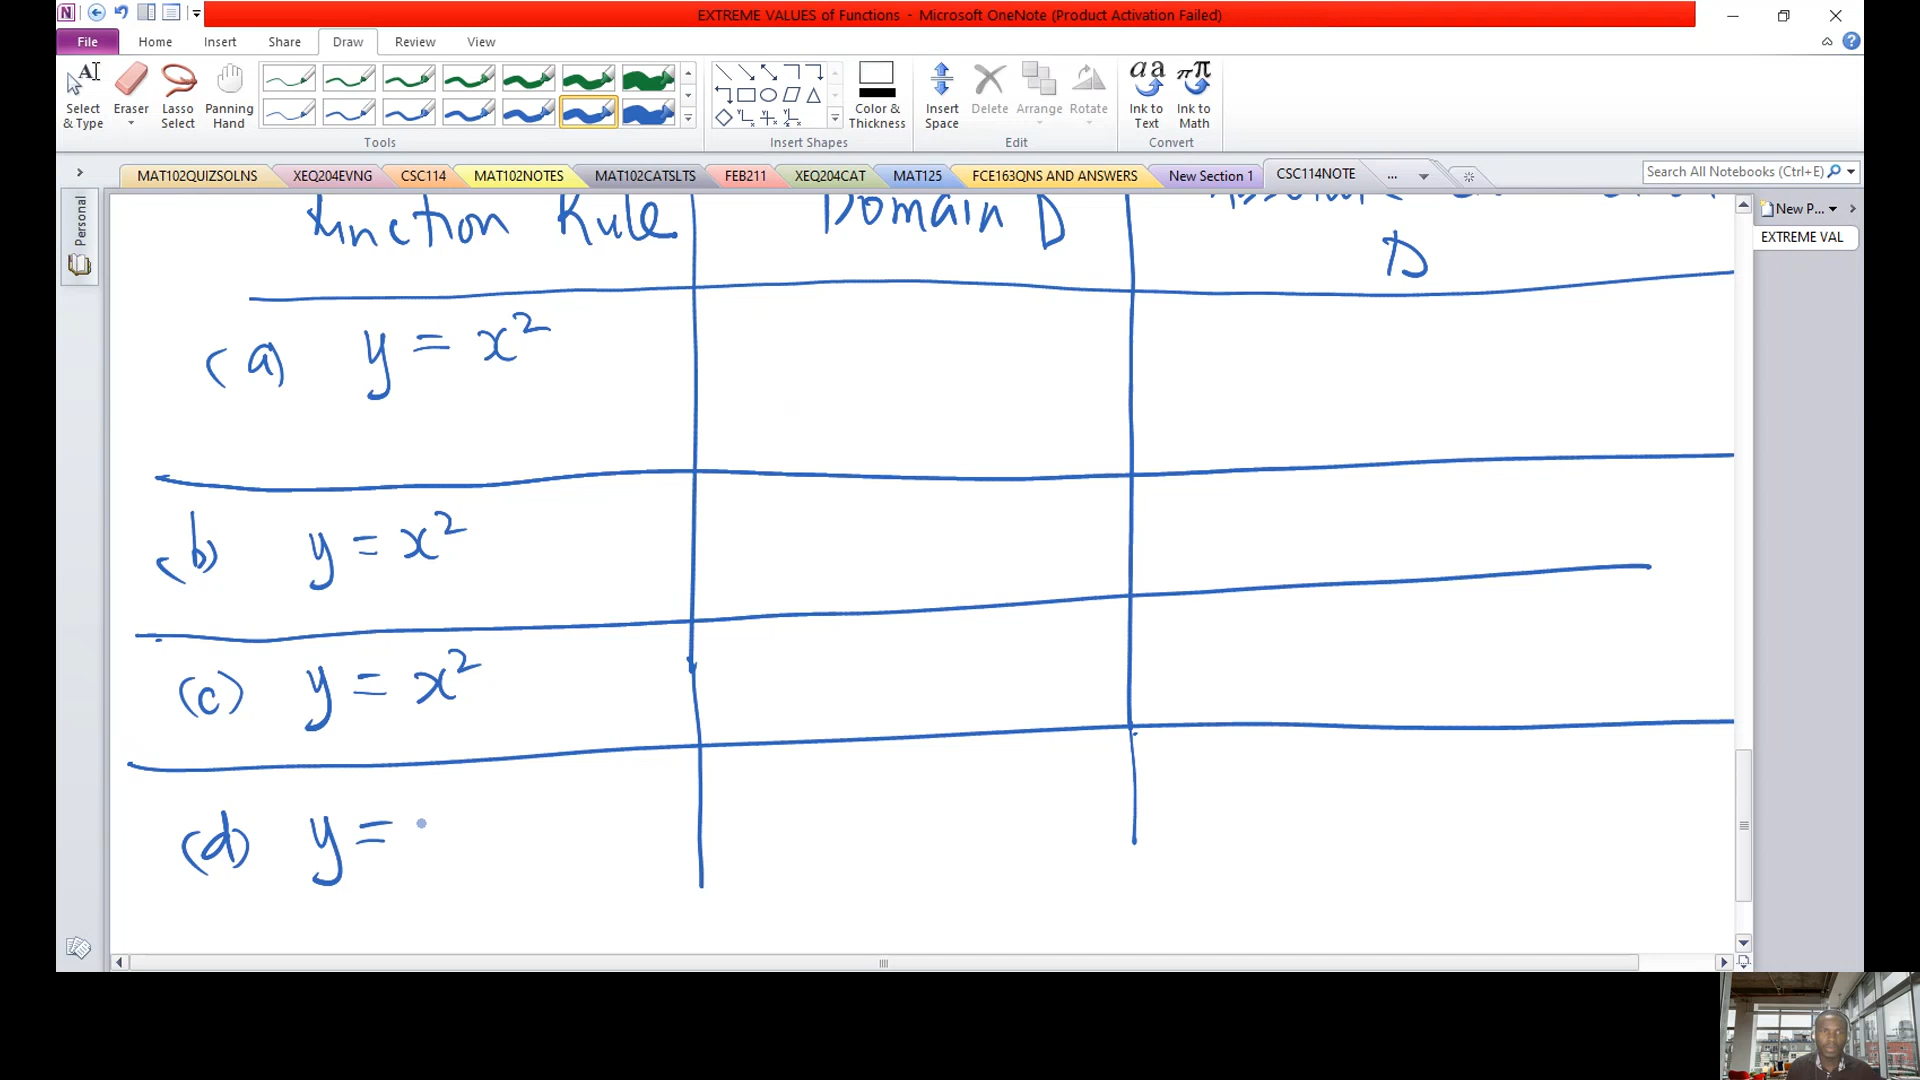 EXTREME VALUES of Functions - Microsoft OneNote (Product Activation Failed)
File Home Insert Share Draw Review View
Select & Type
Eraser
Lasso Select
Panning Hand
Color & Thickness
Insert Space
Delete
Arrange
Rotate
Ink to Text
Ink to Math
Tools Insert Shapes Edit Convert
MAT102QUIZSOLNS XEQ204EVNG CSC114 MAT102NOTES MAT102CATSLTS FEB211 XEQ204CAT MAT125 FCE163QNS AND ANSWERS New Section 1 CSC114NOTE ...
Search All Notebooks (Ctrl+E)
Personal
New P...
EXTREME VAL
Function Rule Domain D
D
(a) y = x²
(b) y = x²
(c) y = x²
(d) y =